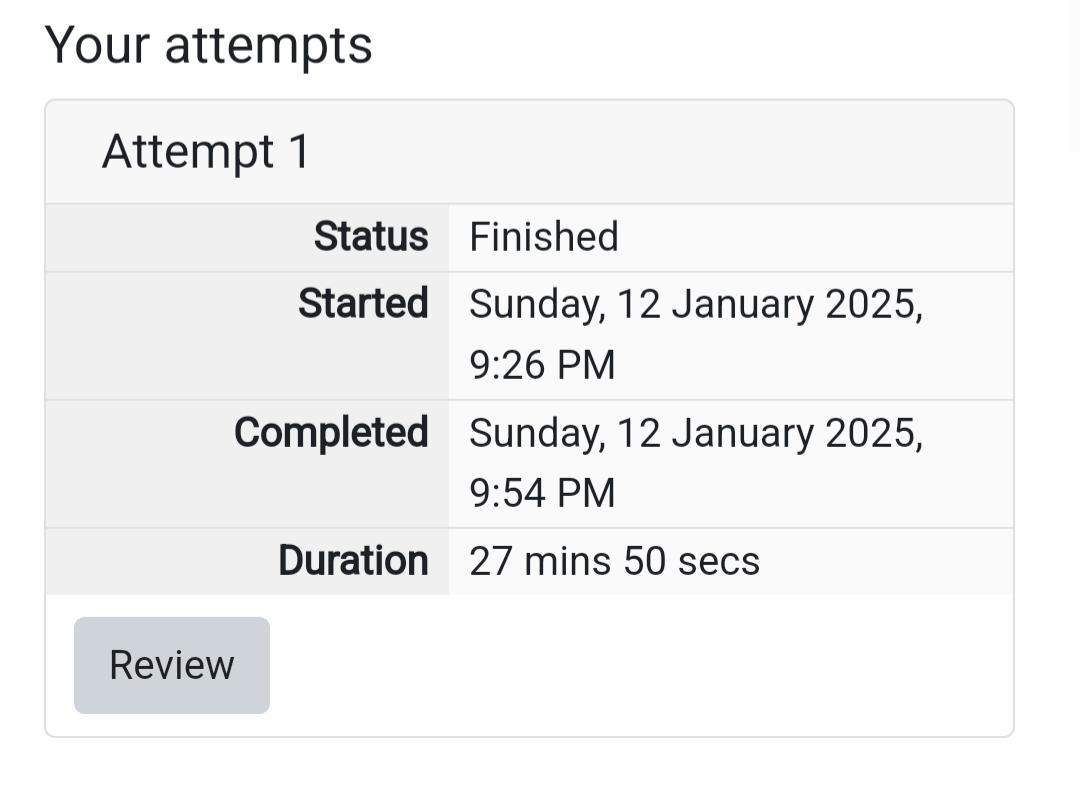 Your attempts
Attempt 1
Status Finished
Started Sunday, 12 January 2025,
9:26 PM
Completed Sunday, 12 January 2025,
9:54 PM
Duration 27 mins 50 secs
Review